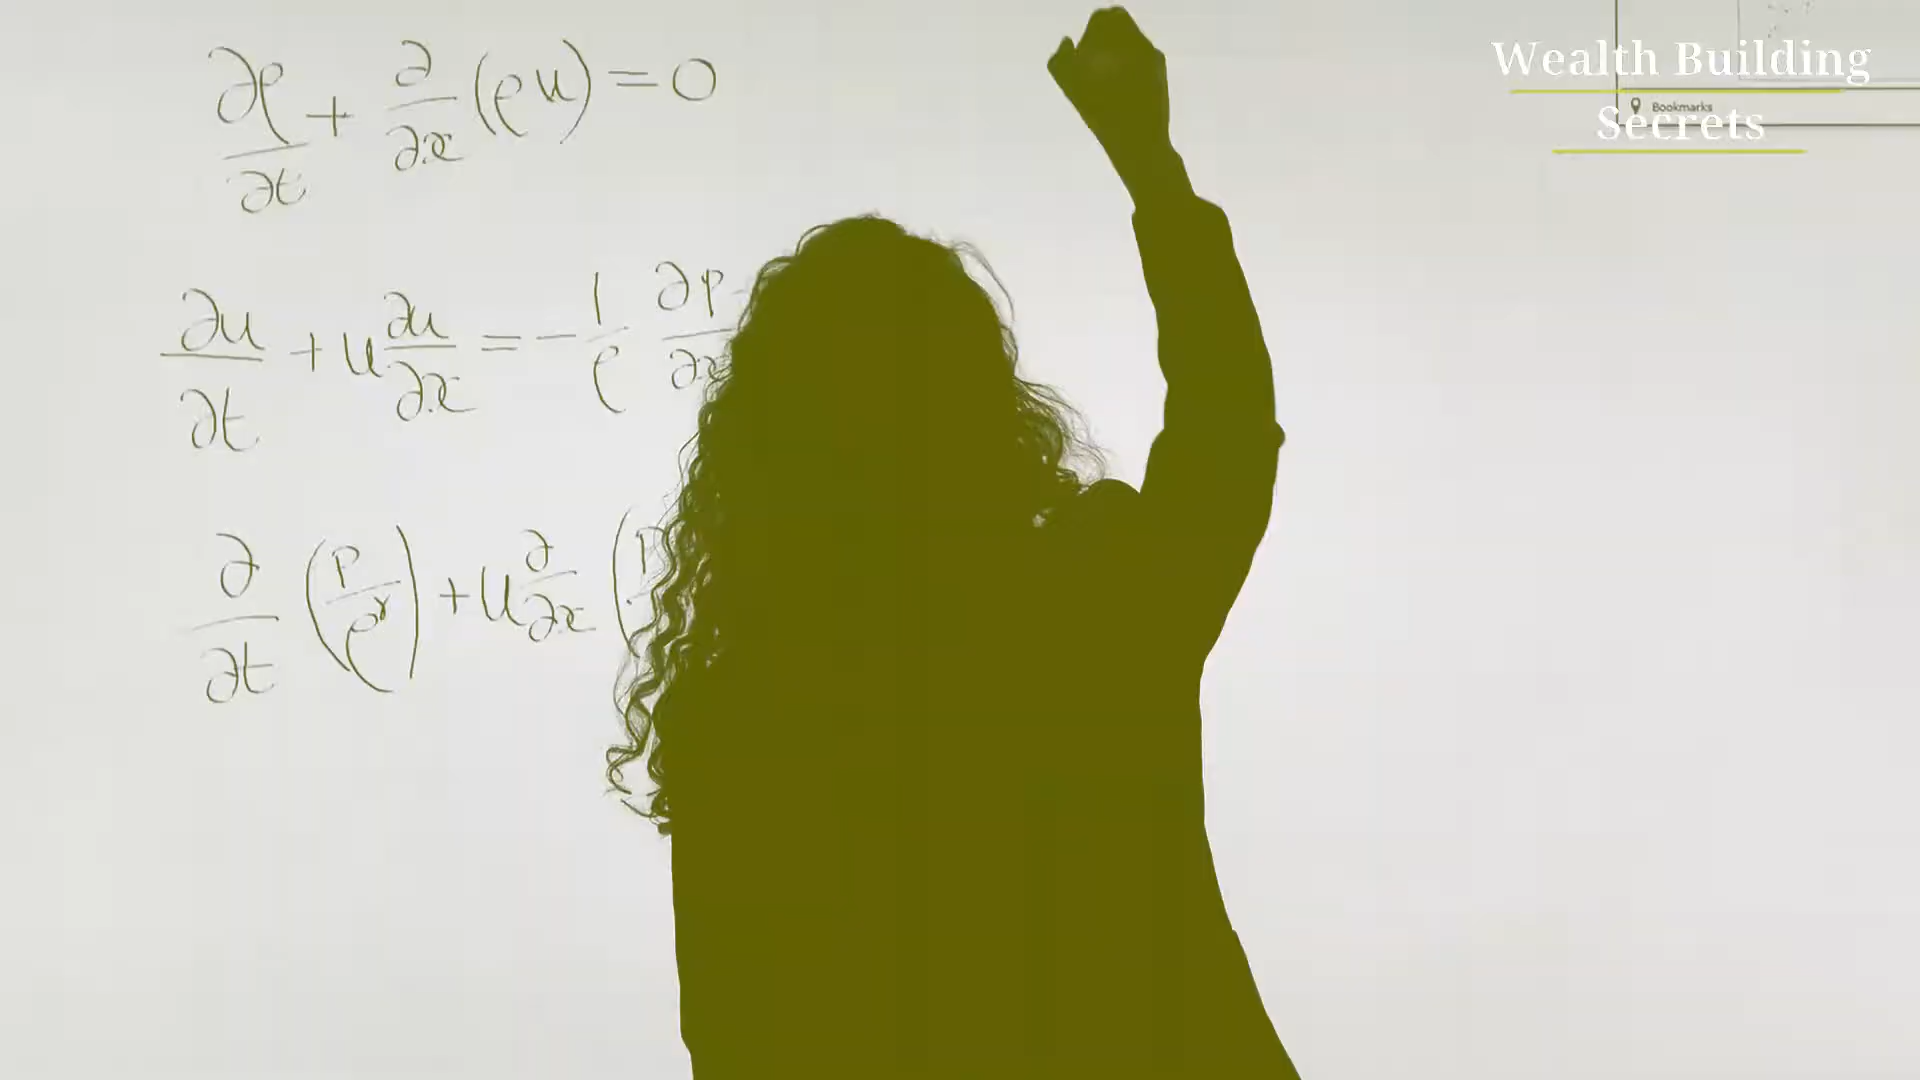 ∂ρ/∂t + ∂/∂x (ρu) = 0
∂u/∂t + u ∂u/∂x = - 1/ρ ∂p/∂x
∂/∂t (p/ρ^γ) + u ∂/∂x (p
Wealth Building
Bookmarks
Secrets